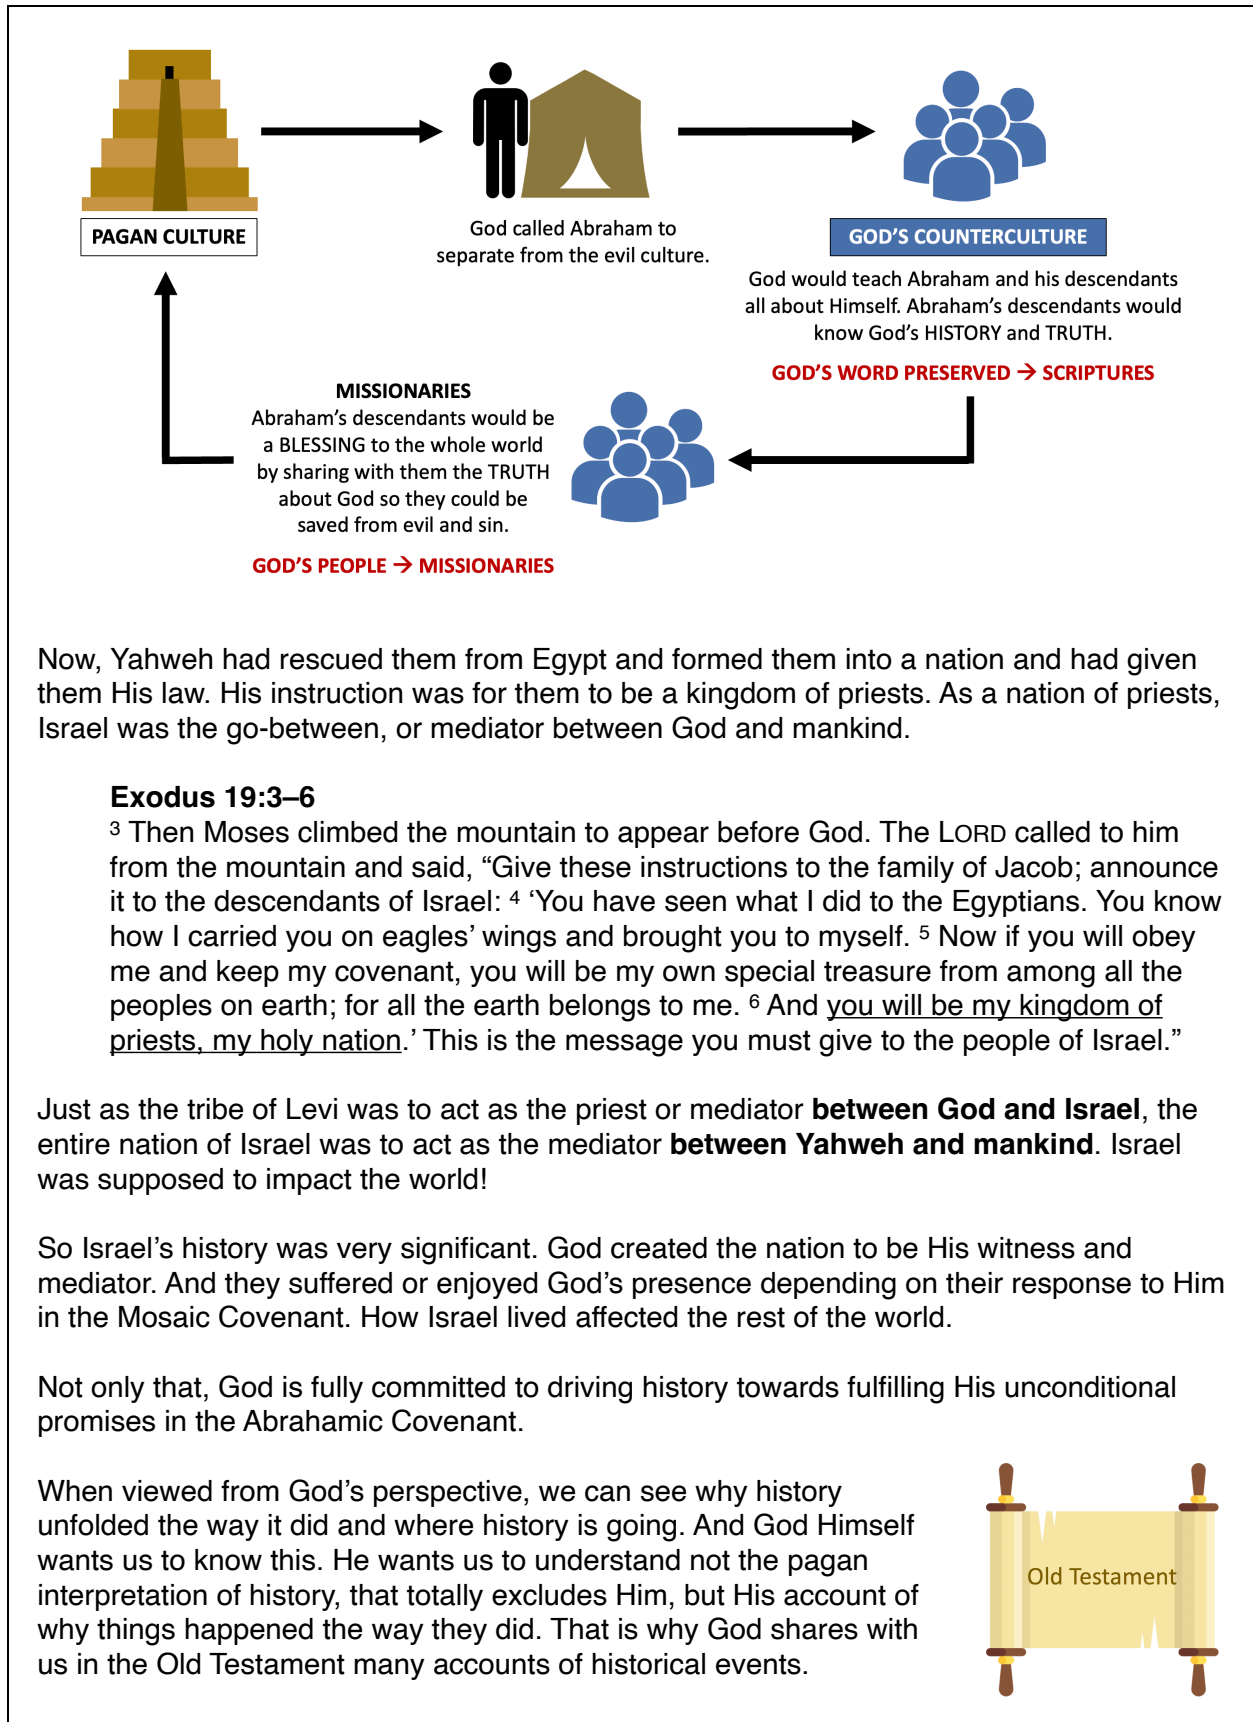 PAGAN CULTURE
God called Abraham to
separate from the evil culture.
GOD’S COUNTERCULTURE
God would teach Abraham and his descendants
all about Himself. Abraham’s descendants would
know God’s HISTORY and TRUTH.
GOD’S WORD PRESERVED → SCRIPTURES
MISSIONARIES
Abraham’s descendants would be
a BLESSING to the whole world
by sharing with them the TRUTH
about God so they could be
saved from evil and sin.
GOD’S PEOPLE → MISSIONARIES
Now, Yahweh had rescued them from Egypt and formed them into a nation and had given
them His law. His instruction was for them to be a kingdom of priests. As a nation of priests,
Israel was the go-between, or mediator between God and mankind.
Exodus 19:3–6
3 Then Moses climbed the mountain to appear before God. The LORD called to him
from the mountain and said, “Give these instructions to the family of Jacob; announce
it to the descendants of Israel: 4 ‘You have seen what I did to the Egyptians. You know
how I carried you on eagles’ wings and brought you to myself. 5 Now if you will obey
me and keep my covenant, you will be my own special treasure from among all the
peoples on earth; for all the earth belongs to me. 6 And you will be my kingdom of
priests, my holy nation.’ This is the message you must give to the people of Israel.”
Just as the tribe of Levi was to act as the priest or mediator between God and Israel, the
entire nation of Israel was to act as the mediator between Yahweh and mankind. Israel
was supposed to impact the world!
So Israel’s history was very significant. God created the nation to be His witness and
mediator. And they suffered or enjoyed God’s presence depending on their response to Him
in the Mosaic Covenant. How Israel lived affected the rest of the world.
Not only that, God is fully committed to driving history towards fulfilling His unconditional
promises in the Abrahamic Covenant.
When viewed from God’s perspective, we can see why history
unfolded the way it did and where history is going. And God Himself
wants us to know this. He wants us to understand not the pagan
interpretation of history, that totally excludes Him, but His account of
why things happened the way they did. That is why God shares with
us in the Old Testament many accounts of historical events.
Old Testament